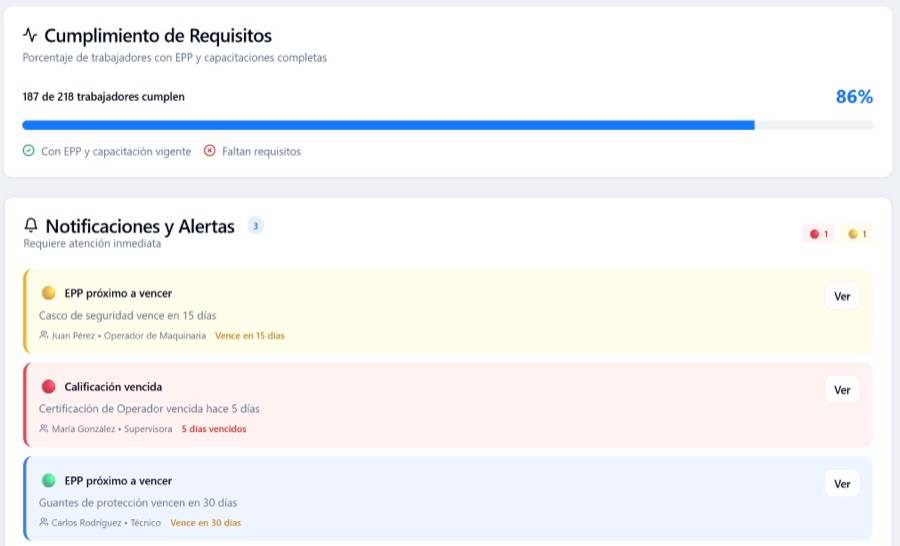 Cumplimiento de Requisitos
Porcentaje de trabajadores con EPP y capacitaciones completas
187 de 218 trabajadores cumplen
86%
Con EPP y capacitación vigente
Faltan requisitos
Notificaciones y Alertas 3
Requiere atención inmediata
1
1
EPP próximo a vencer
Casco de seguridad vence en 15 días
Juan Pérez • Operador de Maquinaria Vence en 15 días
Ver
Calificación vencida
Certificación de Operador vencida hace 5 días
María González • Supervisora 5 días vencidos
Ver
EPP próximo a vencer
Guantes de protección vencen en 30 días
Carlos Rodríguez • Técnico Vence en 30 días
Ver